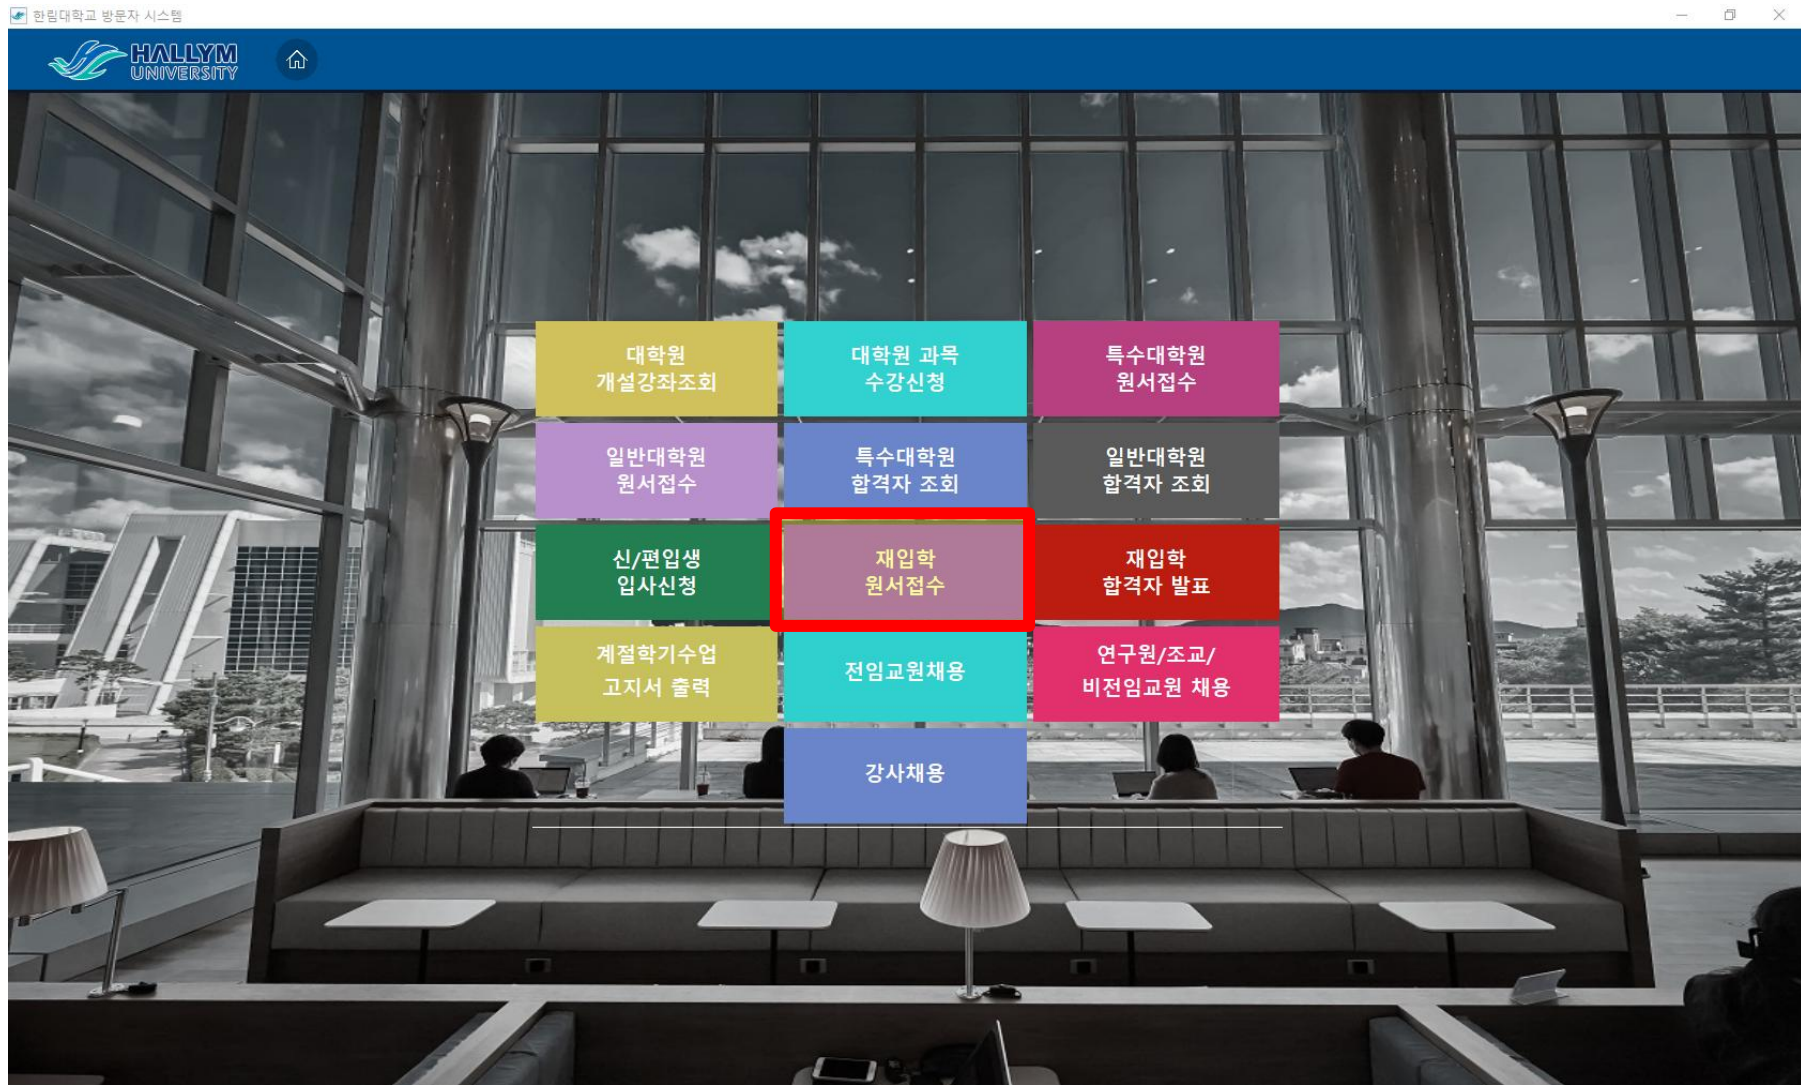 한림대학교 방문자 시스템
HALLYM
UNIVERSITY
대학원
개설강좌조회
대학원 과목
수강신청
특수대학원
원서접수
일반대학원
원서접수
특수대학원
합격자 조회
일반대학원
합격자 조회
신/편입생
입사신청
재입학
원서접수
재입학
합격자 발표
계절학기수업
고지서 출력
전임교원채용
연구원/조교/
비전임교원 채용
강사채용